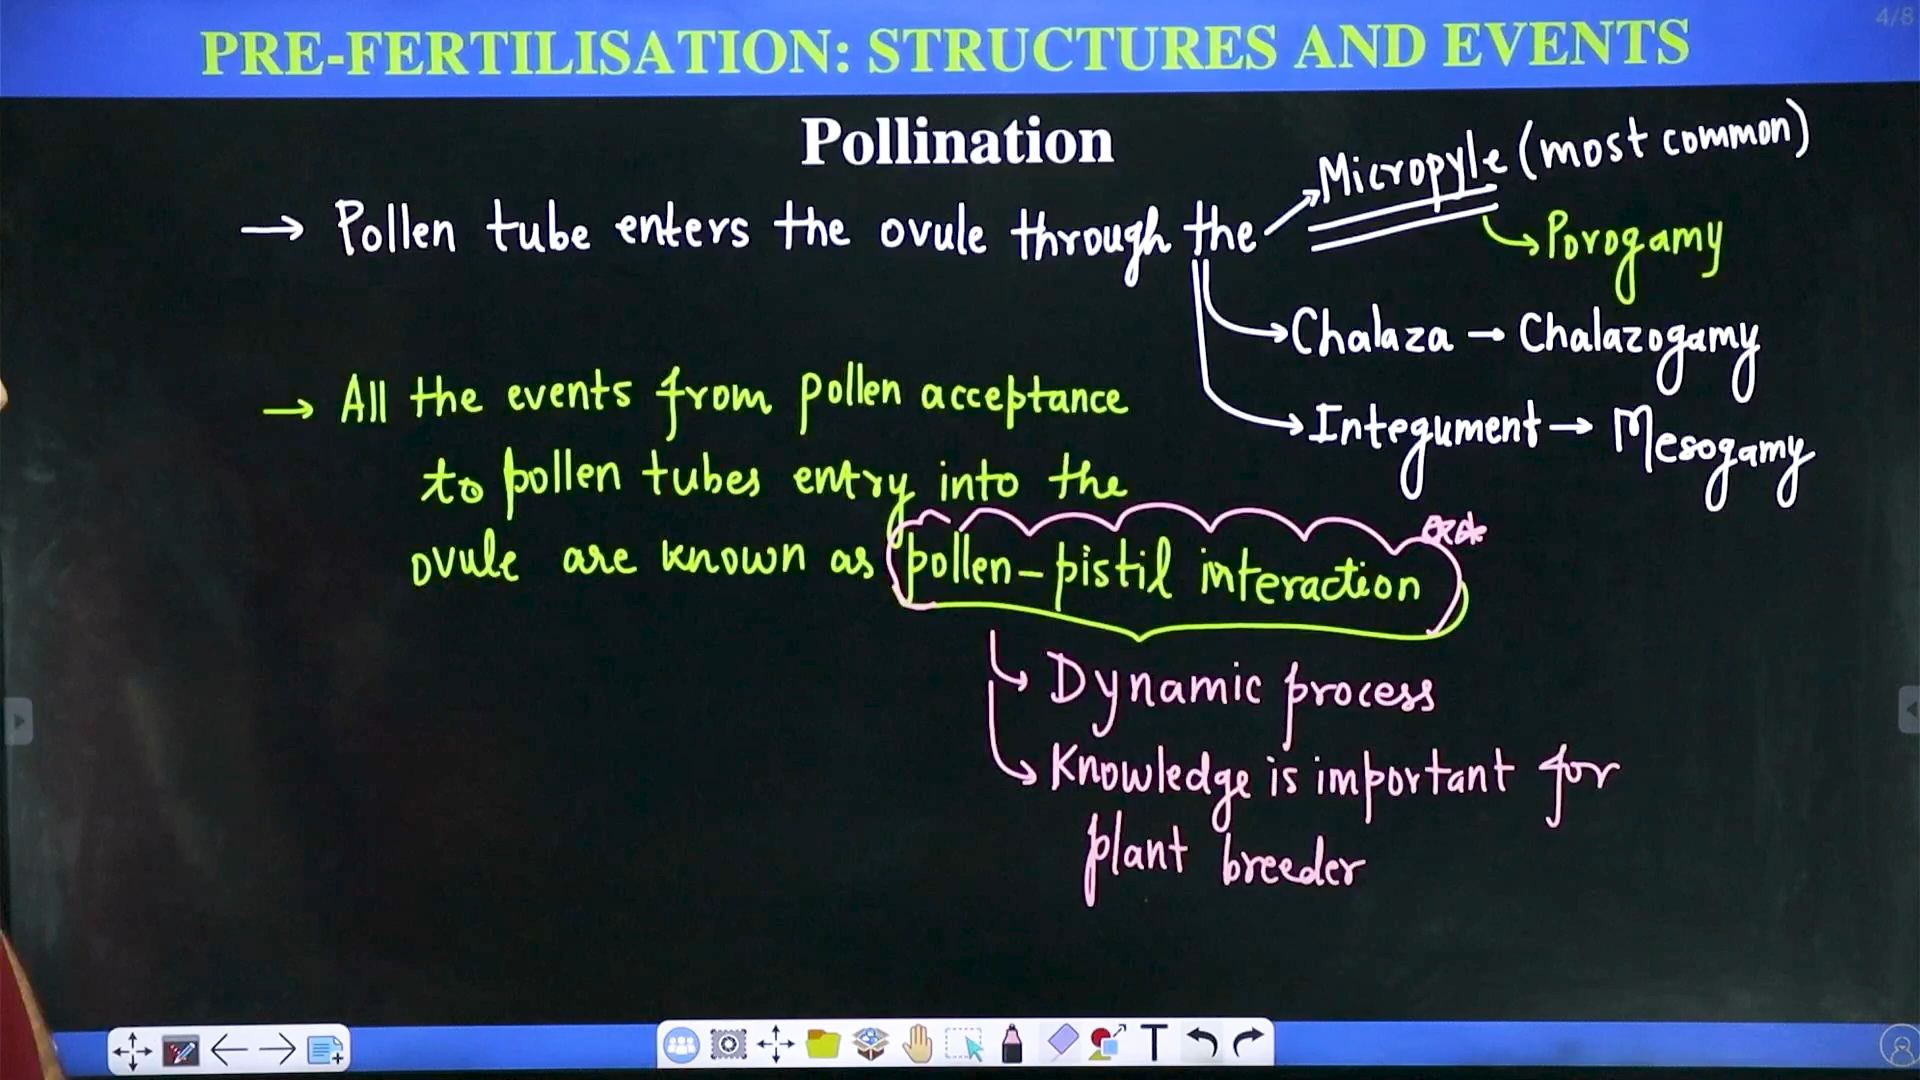 4/8
PRE-FERTILISATION: STRUCTURES AND EVENTS
Pollination
→ Pollen tube enters the ovule through the → Micropyle (most common)
→ Porogamy
→ Chalaza → Chalazogamy
→ Integument → Mesogamy
→ All the events from pollen acceptance
to pollen tubes entry into the
ovule are known as pollen-pistil interaction
→ Dynamic process
→ Knowledge is important for
plant breeder
T